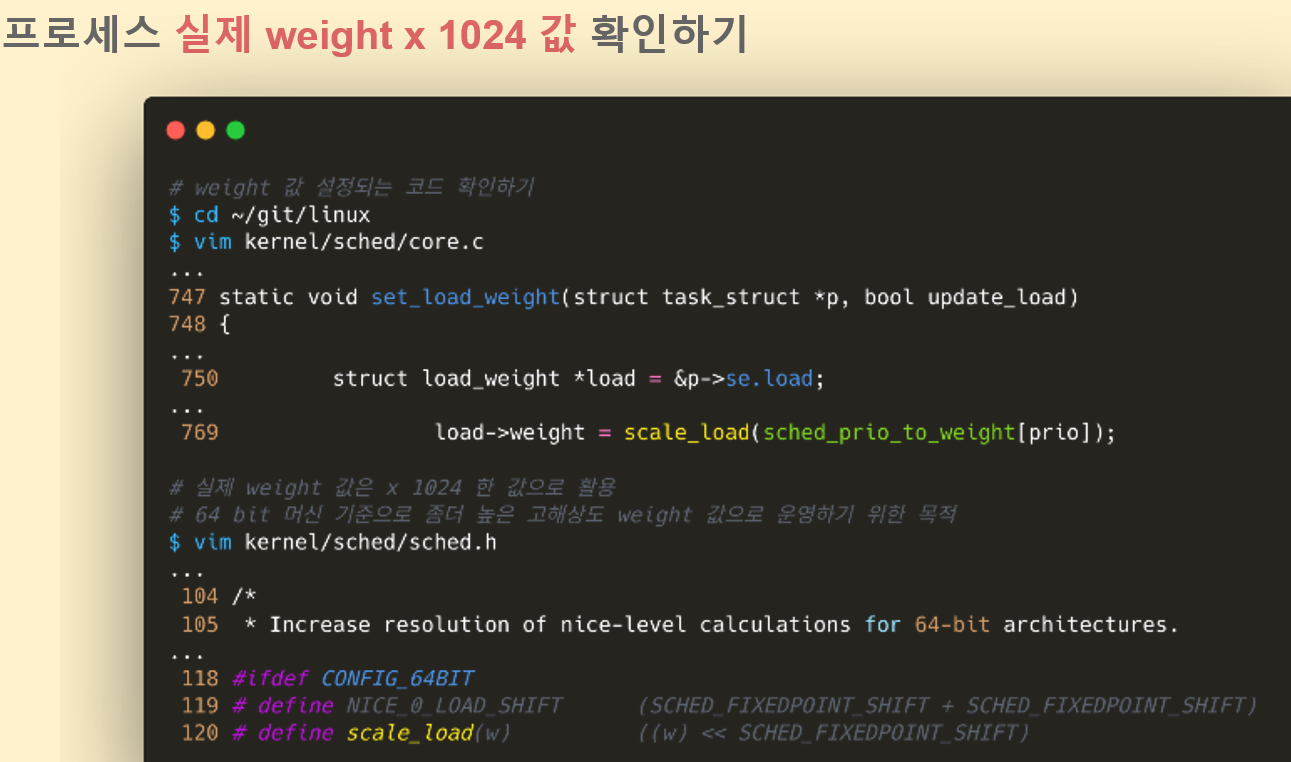 프로세스 실제 weight x 1024 값 확인하기
# weight 값 설정되는 코드 확인하기
$ cd ~/git/linux
$ vim kernel/sched/core.c
...
747 static void set_load_weight(struct task_struct *p, bool update_load)
748 {
...
750 struct load_weight *load = &p->se.load;
...
769 load->weight = scale_load(sched_prio_to_weight[prio]);
# 실제 weight 값은 x 1024 한 값으로 활용
# 64 bit 머신 기준으로 좀더 높은 고해상도 weight 값으로 운영하기 위한 목적
$ vim kernel/sched/sched.h
...
104 /*
105 * Increase resolution of nice-level calculations for 64-bit architectures.
...
118 #ifdef CONFIG_64BIT
119 # define NICE_0_LOAD_SHIFT (SCHED_FIXEDPOINT_SHIFT + SCHED_FIXEDPOINT_SHIFT)
120 # define scale_load(w) ((w) << SCHED_FIXEDPOINT_SHIFT)